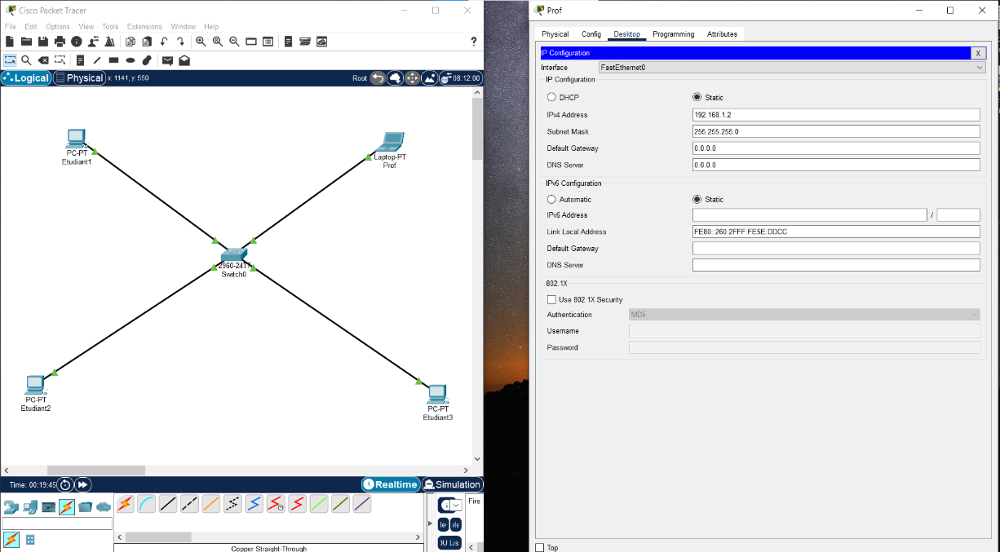 Cisco Packet Tracer
File Edit Options View Tools Extensions Window Help
?
Logical Physical x: 1141, y: 550
Root 08:12:00
PC-PT
Etudiant1
Laptop-PT
Prof
2960-24TT
Switch0
PC-PT
Etudiant2
PC-PT
Etudiant3
Time: 00:19:45
Realtime Simulation
Fire
Copper Straight-Through
Prof
Physical Config Desktop Programming Attributes
IP Configuration
X
Interface FastEthernet0
IP Configuration
DHCP Static
IPv4 Address 192.168.1.2
Subnet Mask 255.255.255.0
Default Gateway 0.0.0.0
DNS Server 0.0.0.0
IPv6 Configuration
Automatic Static
IPv6 Address /
Link Local Address FE80::260:2FFF:FE5E:DDCC
Default Gateway
DNS Server
802.1X
Use 802.1X Security
Authentication MD5
Username
Password
Top